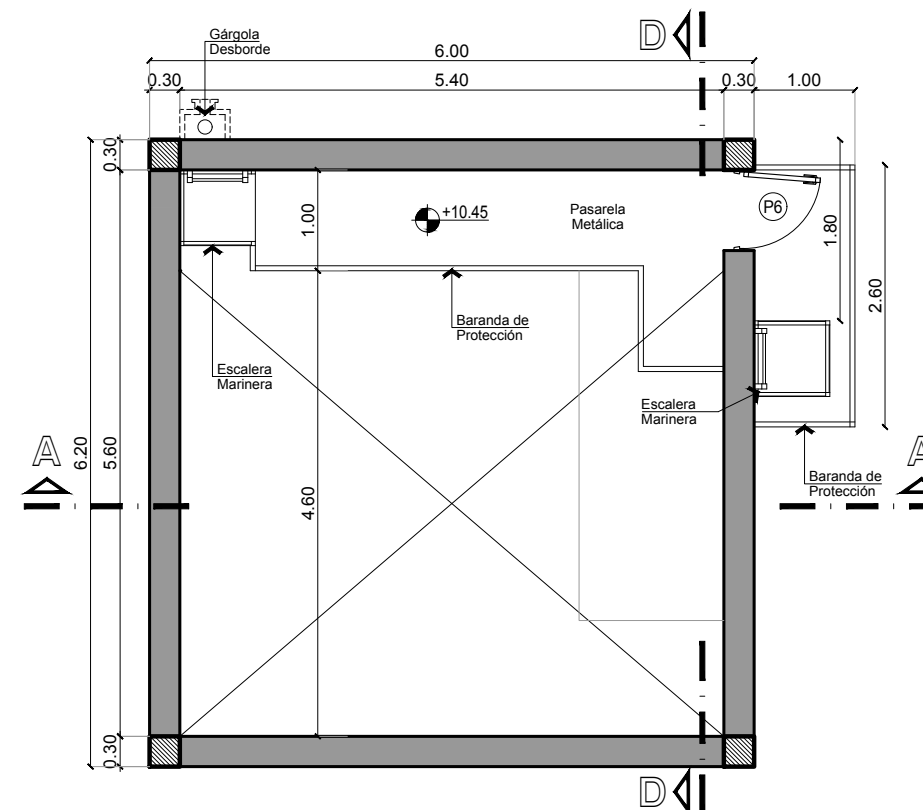 Gárgola
Desborde
D
6.00
0.30
5.40
0.30
1.00
0.30
1.00
+10.45
Pasarela
Metálica
P6
1.80
2.60
Baranda de
Protección
Escalera
Marinera
Escalera
Marinera
A
6.20
5.60
4.60
Baranda de
Protección
A
0.30
D